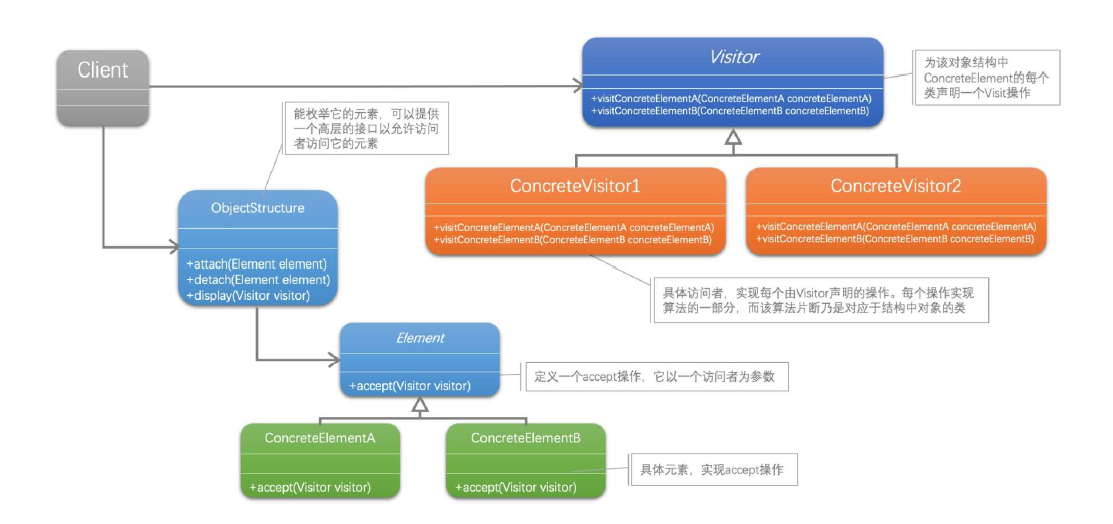 Client
Visitor
+visitConcreteElementA(ConcreteElementA concreteElementA)
+visitConcreteElementB(ConcreteElementB concreteElementB)
为该对象结构中
ConcreteElement的每个
类声明一个Visit操作
能枚举它的元素，可以提供
一个高层的接口以允许访问
者访问它的元素
ConcreteVisitor1
+visitConcreteElementA(ConcreteElementA concreteElementA)
+visitConcreteElementB(ConcreteElementB concreteElementB)
ConcreteVisitor2
+visitConcreteElementA(ConcreteElementA concreteElementA)
+visitConcreteElementB(ConcreteElementB concreteElementB)
ObjectStructure
+attach(Element element)
+detach(Element element)
+display(Visitor visitor)
具体访问者，实现每个由Visitor声明的操作。每个操作实现
算法的一部分，而该算法片断乃是对应于结构中对象的类
Element
+accept(Visitor visitor)
定义一个accept操作，它以一个访问者为参数
ConcreteElementA
+accept(Visitor visitor)
ConcreteElementB
+accept(Visitor visitor)
具体元素，实现accept操作